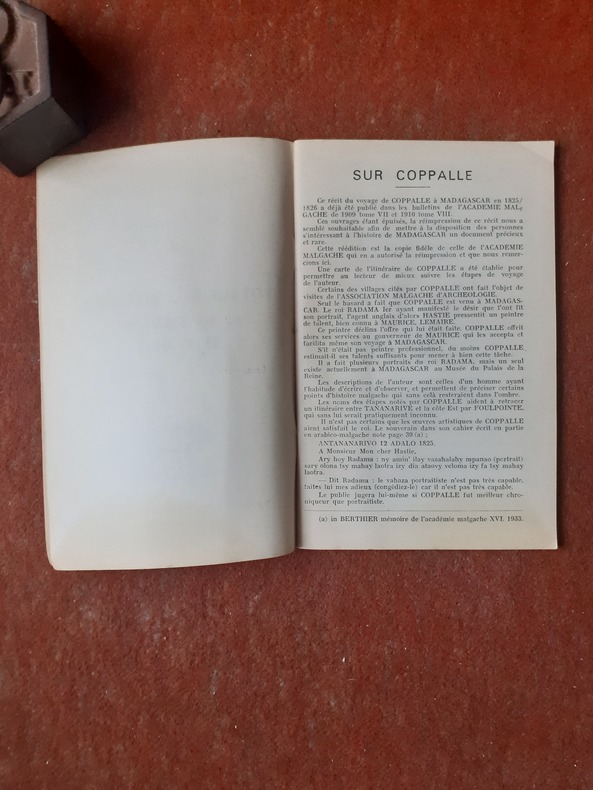 SUR COPPALLE
Ce récit du voyage de COPPALLE à MADAGASCAR en 1825/
1826 a déjà été publié dans les bulletins de l'ACADEMIE MAL-
GACHE de 1909 tome VII et 1910 tome VIII.
Ces ouvrages étant épuisés, la réimpression de ce récit nous a
semblé souhaitable afin de mettre à la disposition des personnes
s'intéressant à l'histoire de MADAGASCAR un document précieux
et rare.
Cette réédition est la copie fidèle de celle de l'ACADEMIE
MALGACHE qui en a autorisé la réimpression et que nous remer-
cions ici.
Une carte de l'itinéraire de COPPALLE a été établie pour
permettre au lecteur de mieux suivre les étapes de voyage
de l'auteur.
Certains des villages cités par COPPALLE ont fait l'objet de
visites de l'ASSOCIATION MALGACHE D'ARCHEOLOGIE.
Seul le hasard a fait que COPPALLE est venu à MADAGAS-
CAR. Le roi RADAMA Ier ayant manifesté le désir que l'ont fit
son portrait, l'agent anglais d'alors HASTIE pressentit un peintre
de talent, bien connu à MAURICE, LEMAIRE.
Ce peintre déclina l'offre qui lui était faite. COPPALLE offrit
alors ses services au gouverneur de MAURICE qui les accepta et
facilita même son voyage à MADAGASCAR.
S'il n'était pas peintre professionnel, du moins COPPALLE
estimait-il ses talents suffisants pour mener à bien cette tâche.
Il a fait plusieurs portraits du roi RADAMA, mais un seul
existe actuellement à MADAGASCAR au Musée du Palais de la
Reine.
Les descriptions de l'auteur sont celles d'un homme ayant
l'habitude d'écrire et d'observer, et permettent de préciser certains
points d'histoire malgache qui sans celà resteraient dans l'ombre.
Les noms des étapes notés par COPPALLE aident à retracer
un itinéraire entre TANANARIVE et la côte Est par FOULPOINTE,
qui sans lui serait pratiquement inconnu.
Il n'est pas certain que les œuvres artistiques de COPPALLE
aient satisfait le roi. Le souverain dans son cahier écrit en partie
en arabico-malgache note page 39 (a) :
ANTANANARIVO 12 ADALO 1825.
A Monsieur Mon cher Hastie,
Ary hoy Radama : ny amin' ilay vazahalahy mpanao (portrait)
sary olona tsy mahay laotra izy dia ataovy veloma izy fa tsy mahay
laotra.
— Dit Radama : le vahaza portraitiste n'est pas très capable,
faites lui mes adieux (congédiez-le) car il n'est pas très capable.
Le public jugera lui-même si COPPALLE fut meilleur chro-
niqueur que portraitiste.
(a) in BERTHIER mémoire de l'académie malgache XVI. 1933.